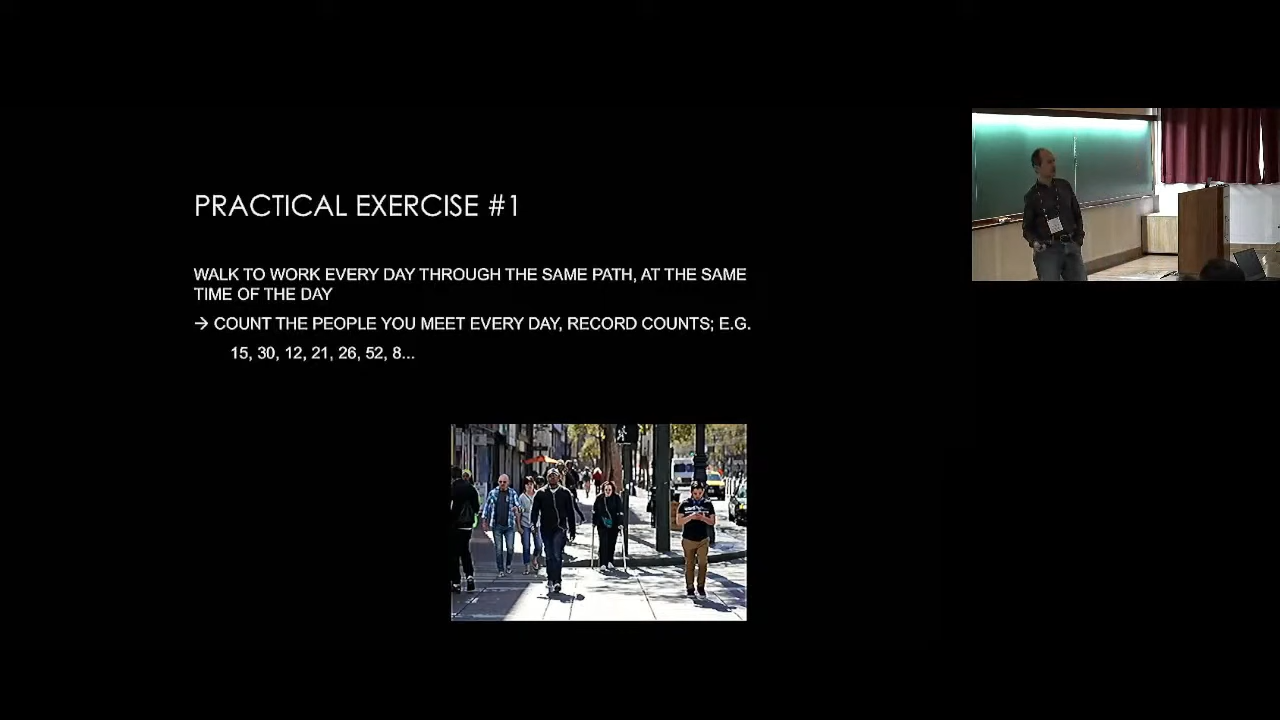 PRACTICAL EXERCISE #1
WALK TO WORK EVERY DAY THROUGH THE SAME PATH, AT THE SAME
TIME OF THE DAY
→ COUNT THE PEOPLE YOU MEET EVERY DAY, RECORD COUNTS; E.G.
15, 30, 12, 21, 26, 52, 8...